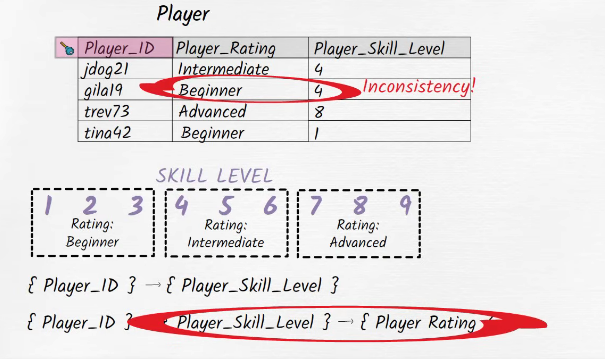 Player
Player_ID Player_Rating Player_Skill_Level
jdog21 Intermediate 4
gila19 Beginner 4 Inconsistency!
trev73 Advanced 8
tina42 Beginner 1
SKILL LEVEL
1 2 3 4 5 6 7 8 9
Rating: Rating: Rating:
Beginner Intermediate Advanced
{ Player_ID } → { Player_Skill_Level }
{ Player_ID } { Player_Skill_Level } → { Player Rating